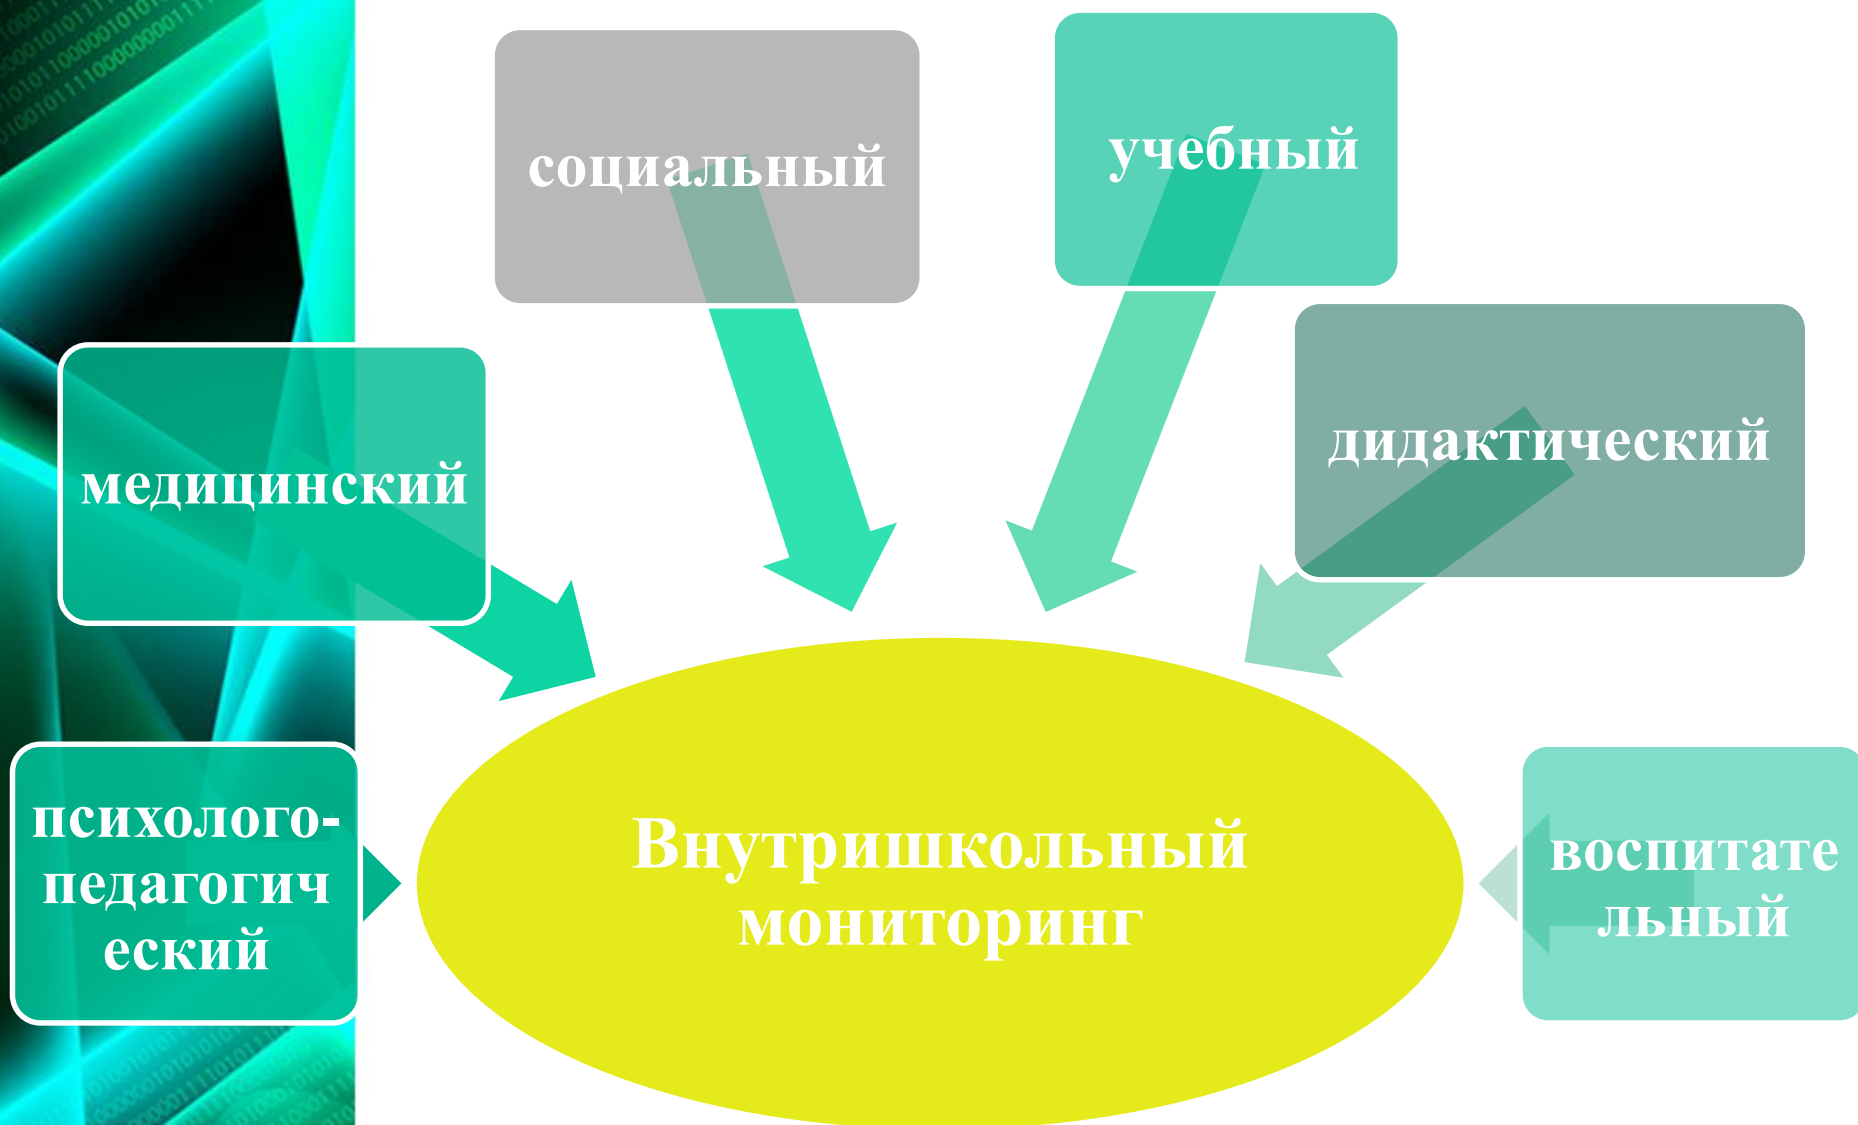 социальный
учебный
медицинский
дидактический
психолого-
педагогич
еский
Внутришкольный
мониторинг
воспитате
льный